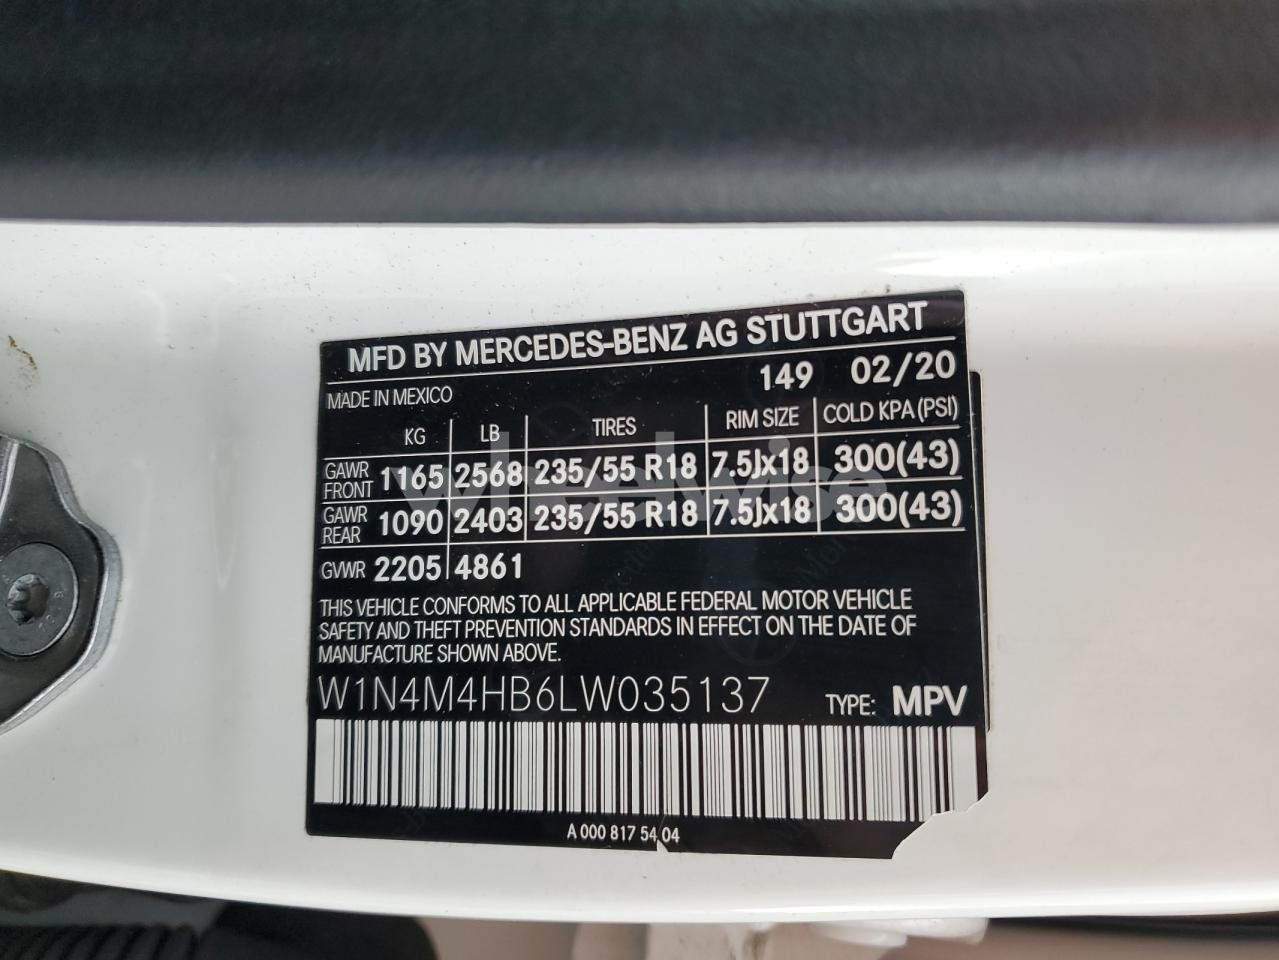 MFD BY MERCEDES-BENZ AG STUTTGART
149 02/20
MADE IN MEXICO
KG LB TIRES RIM SIZE COLD KPA (PSI)
GAWR FRONT 1165 2568 235/55 R18 7.5Jx18 300(43)
GAWR REAR 1090 2403 235/55 R18 7.5Jx18 300(43)
wheelwise
GVWR 2205 4861
THIS VEHICLE CONFORMS TO ALL APPLICABLE FEDERAL MOTOR VEHICLE
SAFETY AND THEFT PREVENTION STANDARDS IN EFFECT ON THE DATE OF
MANUFACTURE SHOWN ABOVE.
W1N4M4HB6LW035137 TYPE: MPV
A 000 817 54 04